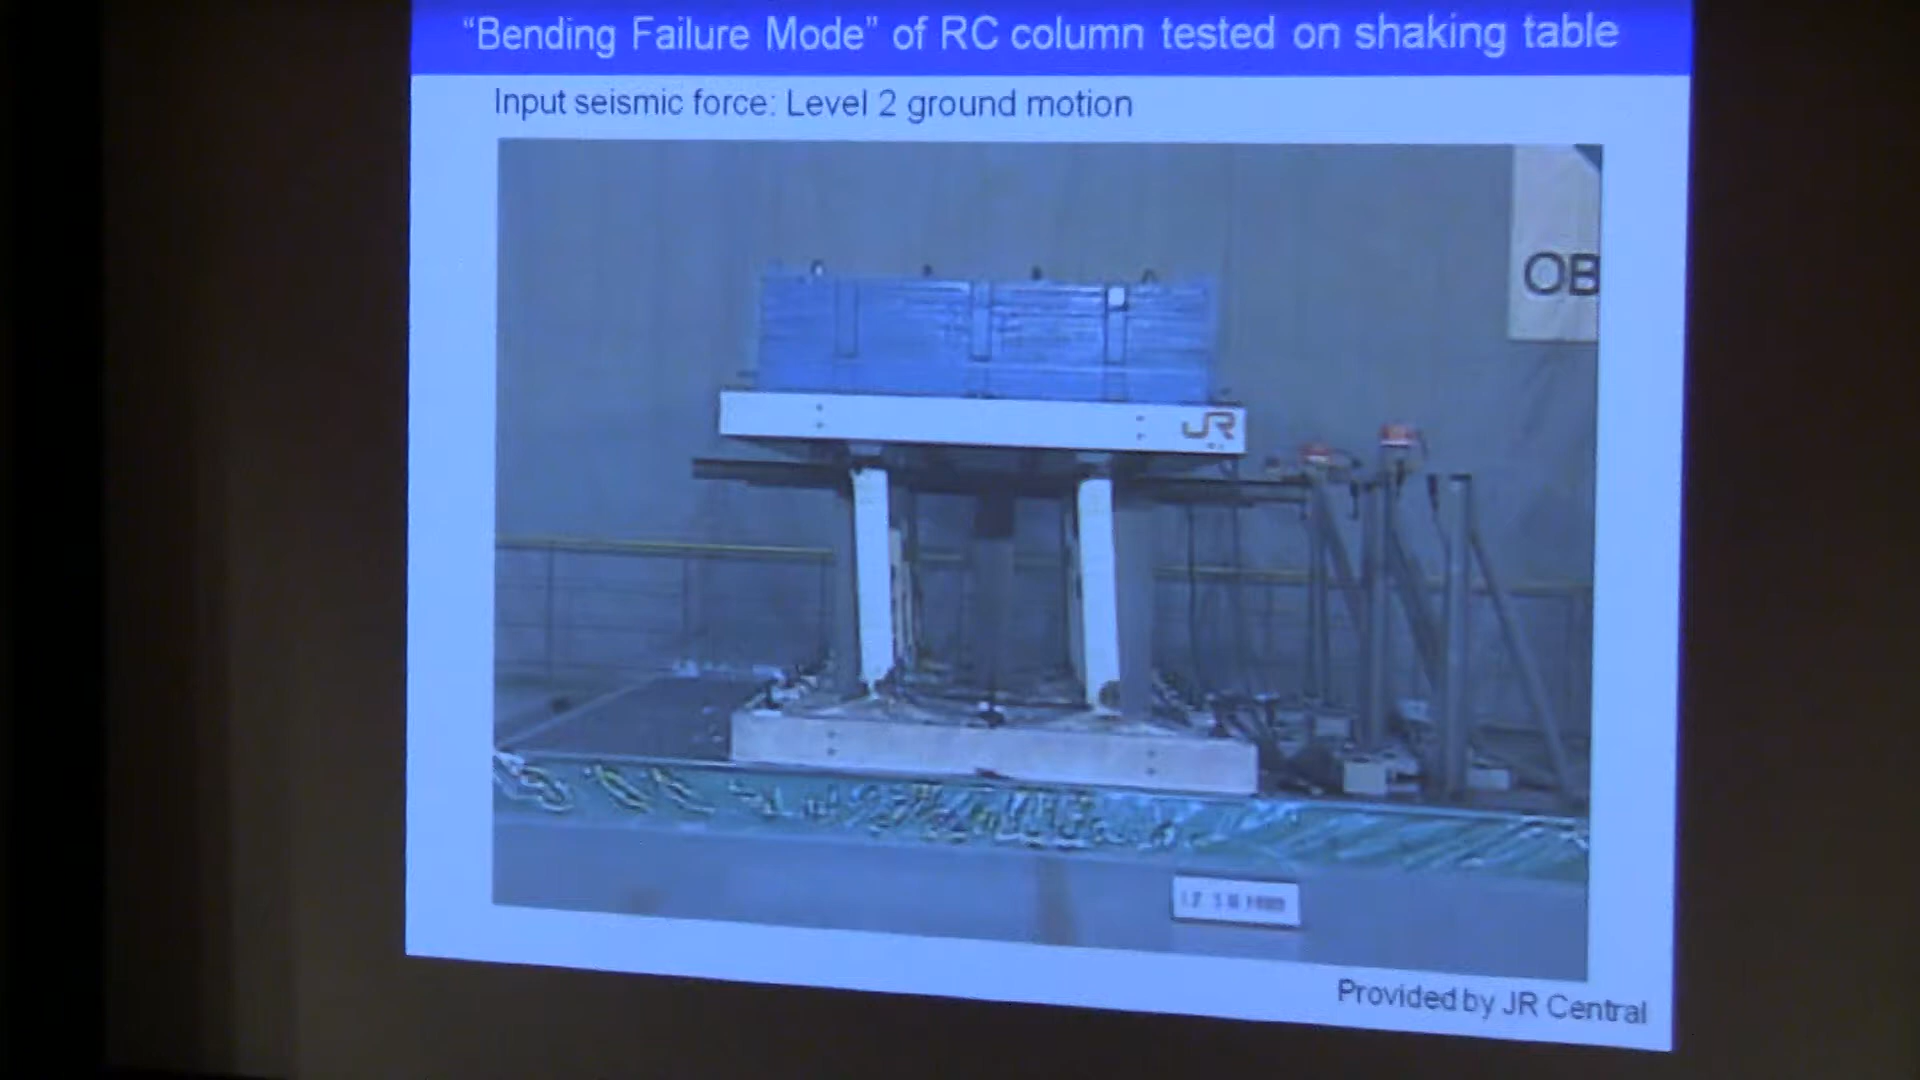 “Bending Failure Mode” of RC column tested on shaking table
Input seismic force: Level 2 ground motion
OB
JR
Provided by JR Central